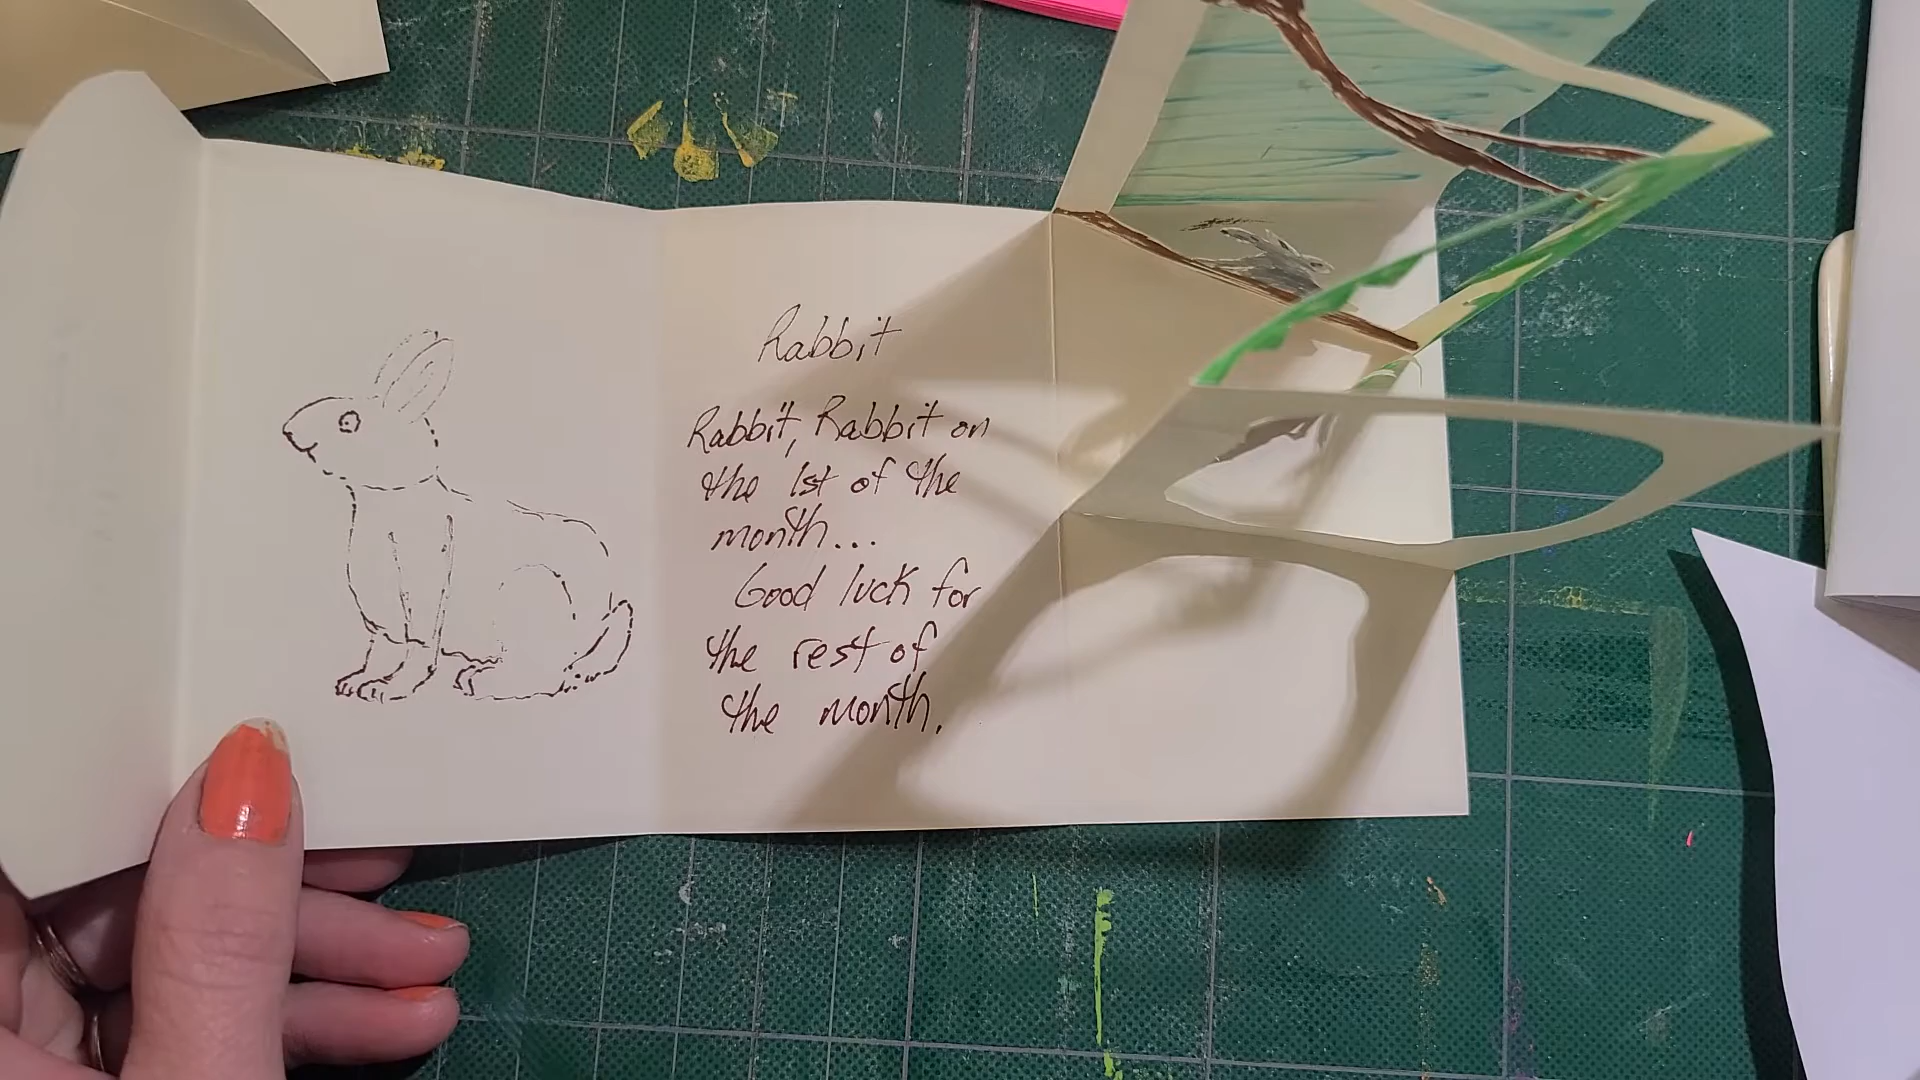 Rabbit
Rabbit, Rabbit on
the 1st of the
month...
Good luck for
the rest of
the month.